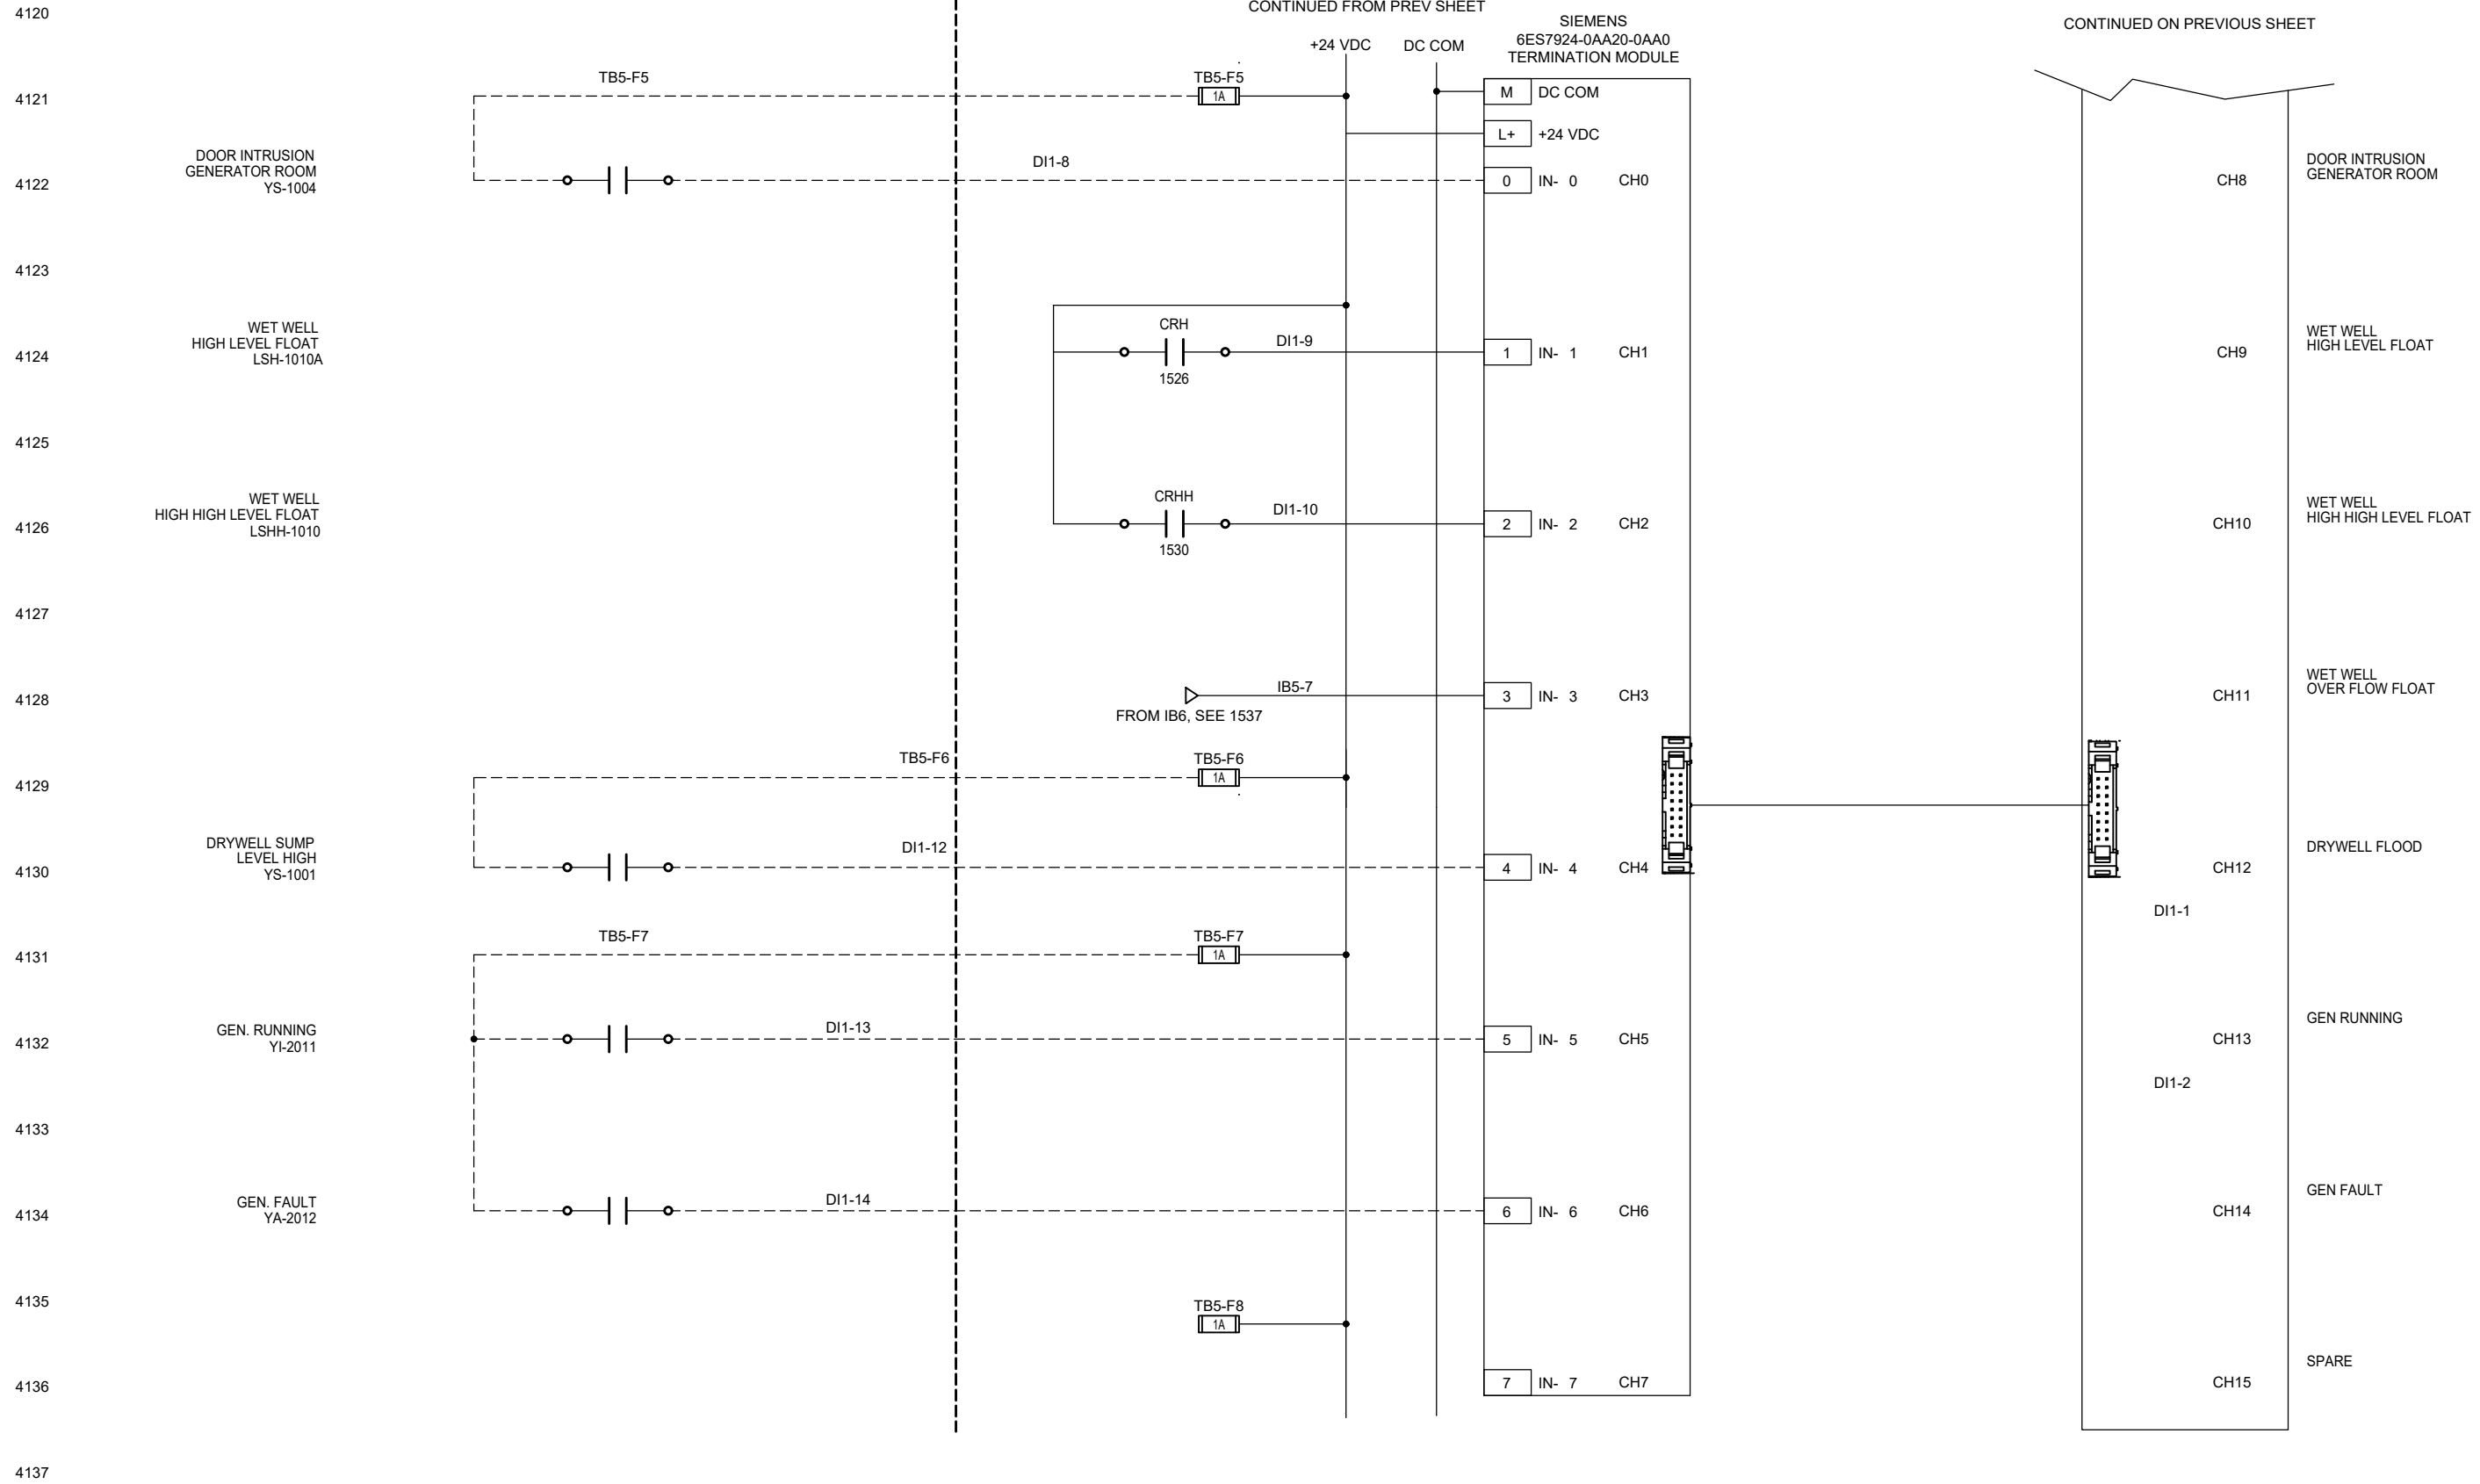 4120
CONTINUED FROM PREV SHEET
SIEMENS
6ES7924-0AA20-0AA0
TERMINATION MODULE
CONTINUED ON PREVIOUS SHEET
+24 VDC
DC COM
TB5-F5
TB5-F5
4121
1A
M DC COM
L+ +24 VDC
DOOR INTRUSION
GENERATOR ROOM
YS-1004
4122
DI1-8
0 IN- 0 CH0
CH8
DOOR INTRUSION
GENERATOR ROOM
4123
WET WELL
HIGH LEVEL FLOAT
LSH-1010A
4124
CRH
1526
DI1-9
1 IN- 1 CH1
CH9
WET WELL
HIGH LEVEL FLOAT
4125
WET WELL
HIGH HIGH LEVEL FLOAT
LSHH-1010
4126
CRHH
1530
DI1-10
2 IN- 2 CH2
CH10
WET WELL
HIGH HIGH LEVEL FLOAT
4127
4128
IB5-7
FROM IB6, SEE 1537
3 IN- 3 CH3
CH11
WET WELL
OVER FLOW FLOAT
TB5-F6
TB5-F6
4129
1A
DRYWELL SUMP
LEVEL HIGH
YS-1001
4130
DI1-12
4 IN- 4 CH4
CH12
DRYWELL FLOOD
DI1-1
TB5-F7
TB5-F7
4131
1A
GEN. RUNNING
YI-2011
4132
DI1-13
5 IN- 5 CH5
CH13
GEN RUNNING
DI1-2
4133
GEN. FAULT
YA-2012
4134
DI1-14
6 IN- 6 CH6
CH14
GEN FAULT
4135
TB5-F8
1A
4136
7 IN- 7 CH7
CH15
SPARE
4137